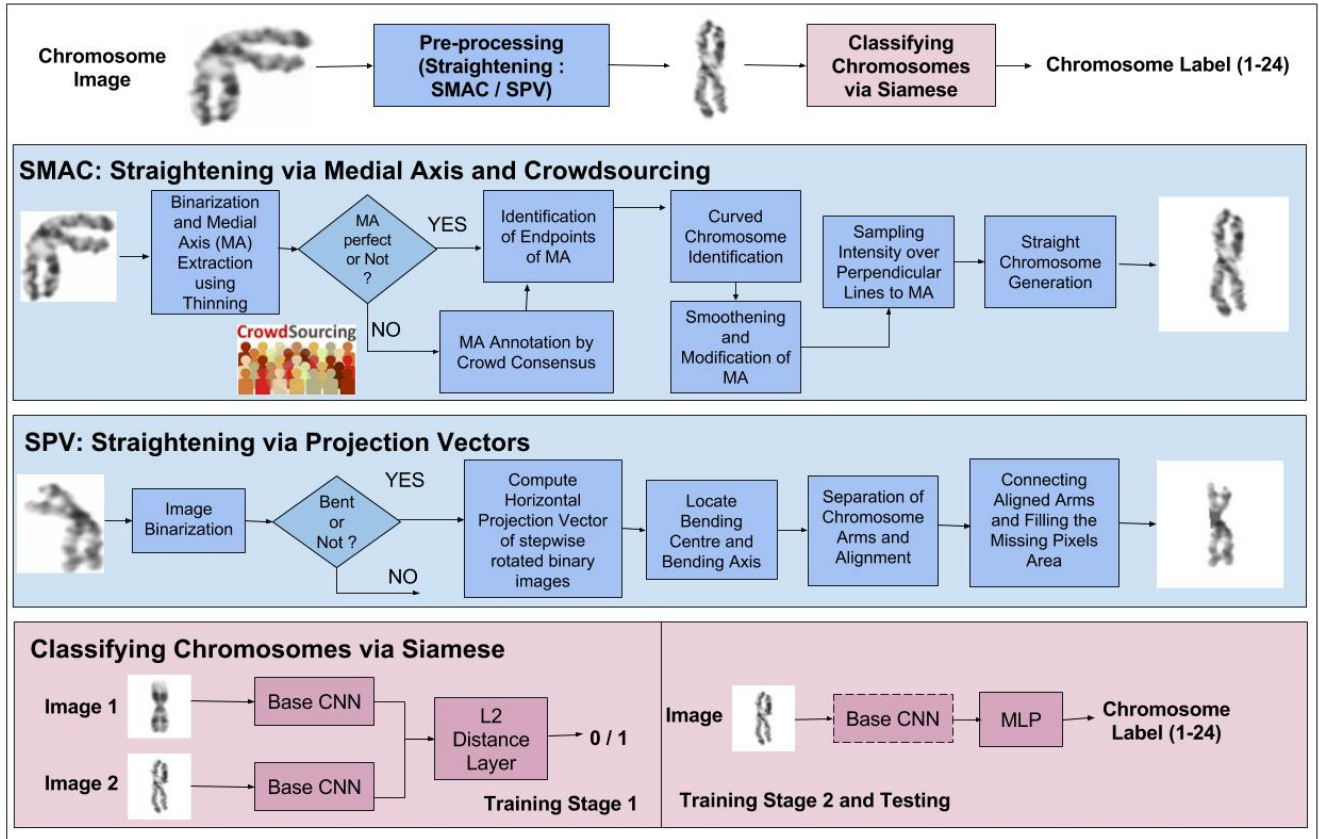 Chromosome
Image
Pre-processing
(Straightening :
SMAC / SPV)
Classifying
Chromosomes
via Siamese
Chromosome Label (1-24)
SMAC: Straightening via Medial Axis and Crowdsourcing
Binarization
and Medial
Axis (MA)
Extraction
using
Thinning
MA
perfect
or Not
?
YES
NO
CrowdSourcing
Identification
of Endpoints
of MA
MA Annotation by
Crowd Consensus
Curved
Chromosome
Identification
Smoothening
and
Modification of
MA
Sampling
Intensity over
Perpendicular
Lines to MA
Straight
Chromosome
Generation
SPV: Straightening via Projection Vectors
Image
Binarization
Bent
or
Not ?
YES
NO
Compute
Horizontal
Projection Vector
of stepwise
rotated binary
images
Locate
Bending
Centre and
Bending Axis
Separation of
Chromosome
Arms and
Alignment
Connecting
Aligned Arms
and Filling the
Missing Pixels
Area
Classifying Chromosomes via Siamese
Image 1
Base CNN
Image 2
Base CNN
L2
Distance
Layer
0 / 1
Training Stage 1
Image
Base CNN
MLP
Chromosome
Label (1-24)
Training Stage 2 and Testing